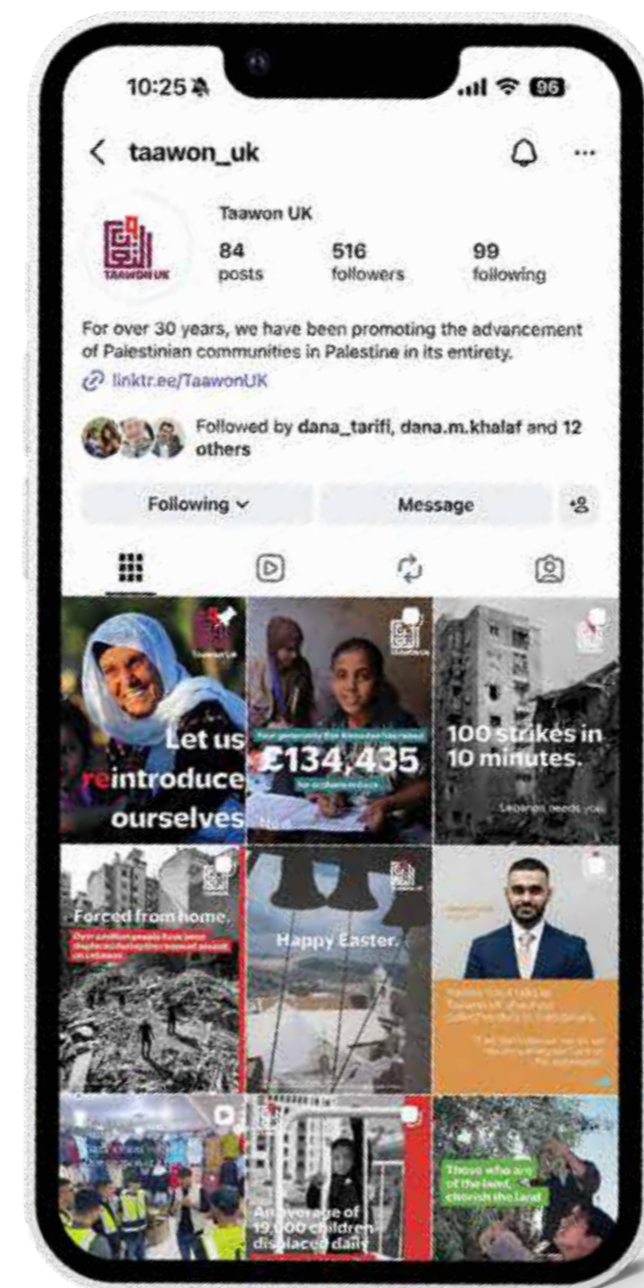 10:25
96
taawon_uk
Taawon UK
84
posts
516
followers
99
following
TAAWON UK
For over 30 years, we have been promoting the advancement
of Palestinian communities in Palestine in its entirety.
linktr.ee/TaawonUK
Followed by dana_tarifi, dana.m.khalaf and 12
others
Following
Message
Let us
reintroduce
ourselves
£134,435
100 strikes in
10 minutes.
Lebanon needs you.
Forced from home.
Happy Easter.
An average of
19,000 children
displaced daily
Those who are
of the land,
cherish the land